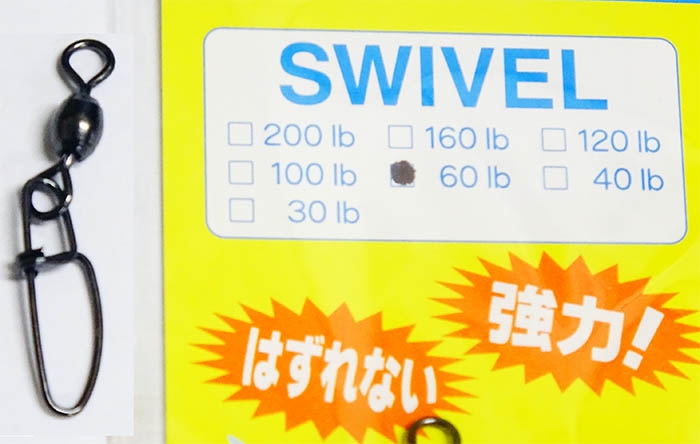 SWIVEL
□ 200 lb □ 160 lb □ 120 lb
□ 100 lb ■ 60 lb □ 40 lb
□ 30 lb
強力!
はずれない